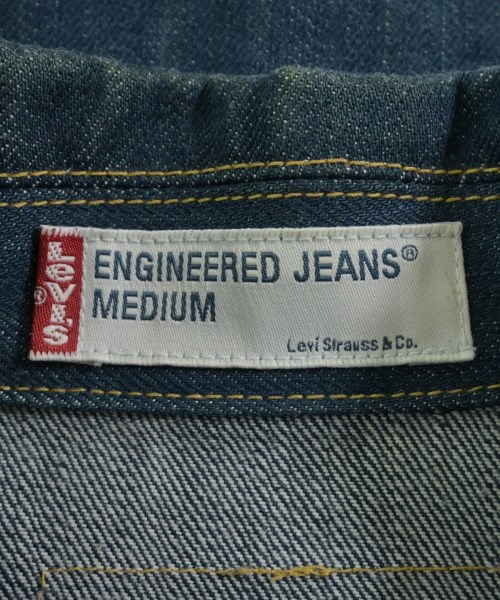 LEVI'S®
ENGINEERED JEANS®
MEDIUM
Levi Strauss & Co.